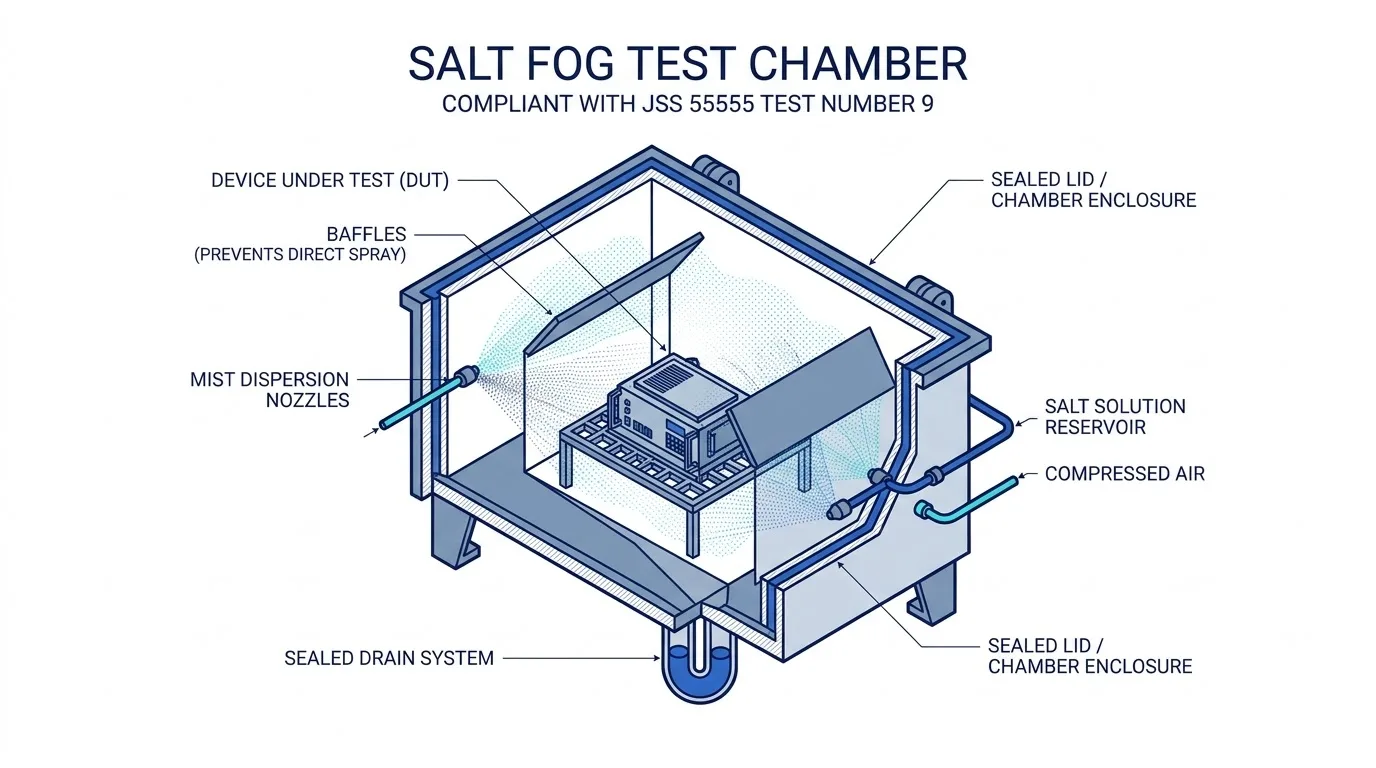 SALT FOG TEST CHAMBER
COMPLIANT WITH JSS 55555 TEST NUMBER 9
DEVICE UNDER TEST (DUT)
BAFFLES
(PREVENTS DIRECT SPRAY)
MIST DISPERSION
NOZZLES
SEALED DRAIN SYSTEM
SEALED LID /
CHAMBER ENCLOSURE
SALT SOLUTION
RESERVOIR
COMPRESSED AIR
SEALED LID /
CHAMBER ENCLOSURE